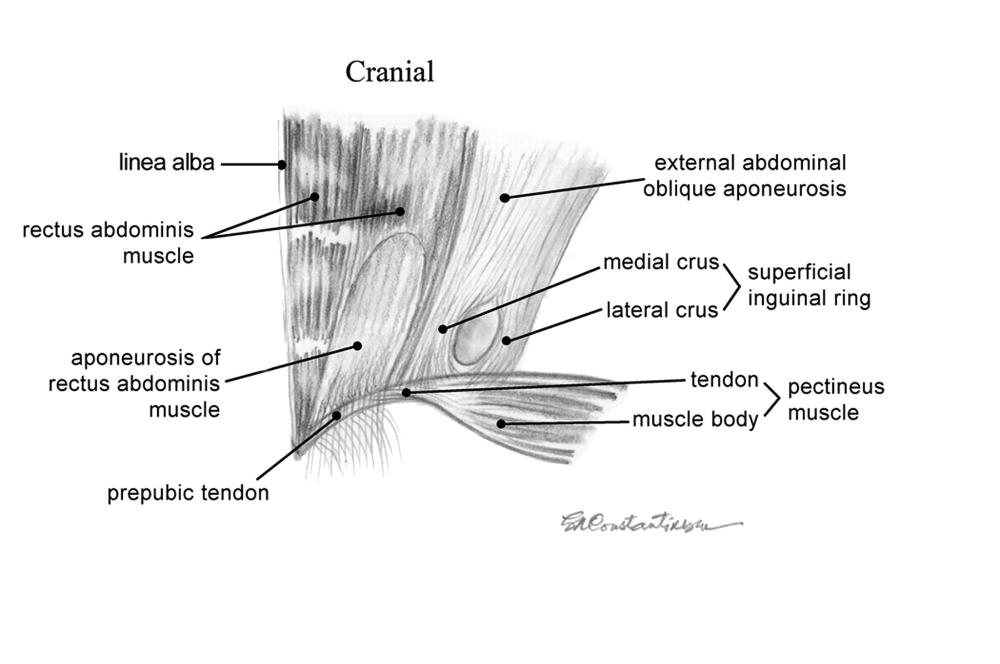 Cranial
linea alba
rectus abdominis
muscle
aponeurosis of
rectus abdominis
muscle
prepubic tendon
external abdominal
oblique aponeurosis
medial crus
lateral crus
superficial
inguinal ring
tendon
muscle body
pectineus
muscle